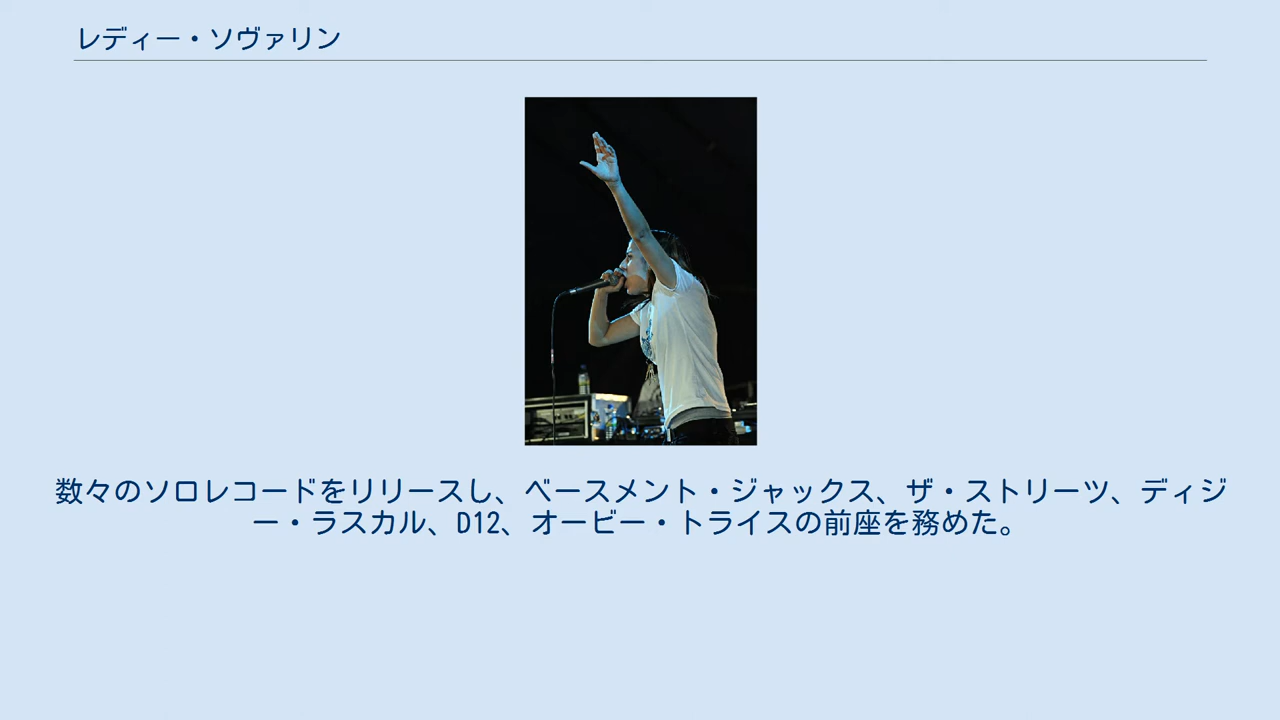 レディー・ソヴァリン
数々のソロレコードをリリースし、ベースメント・ジャックス、ザ・ストリーツ、ディジ
ー・ラスカル、D12、オービー・トライスの前座を務めた。